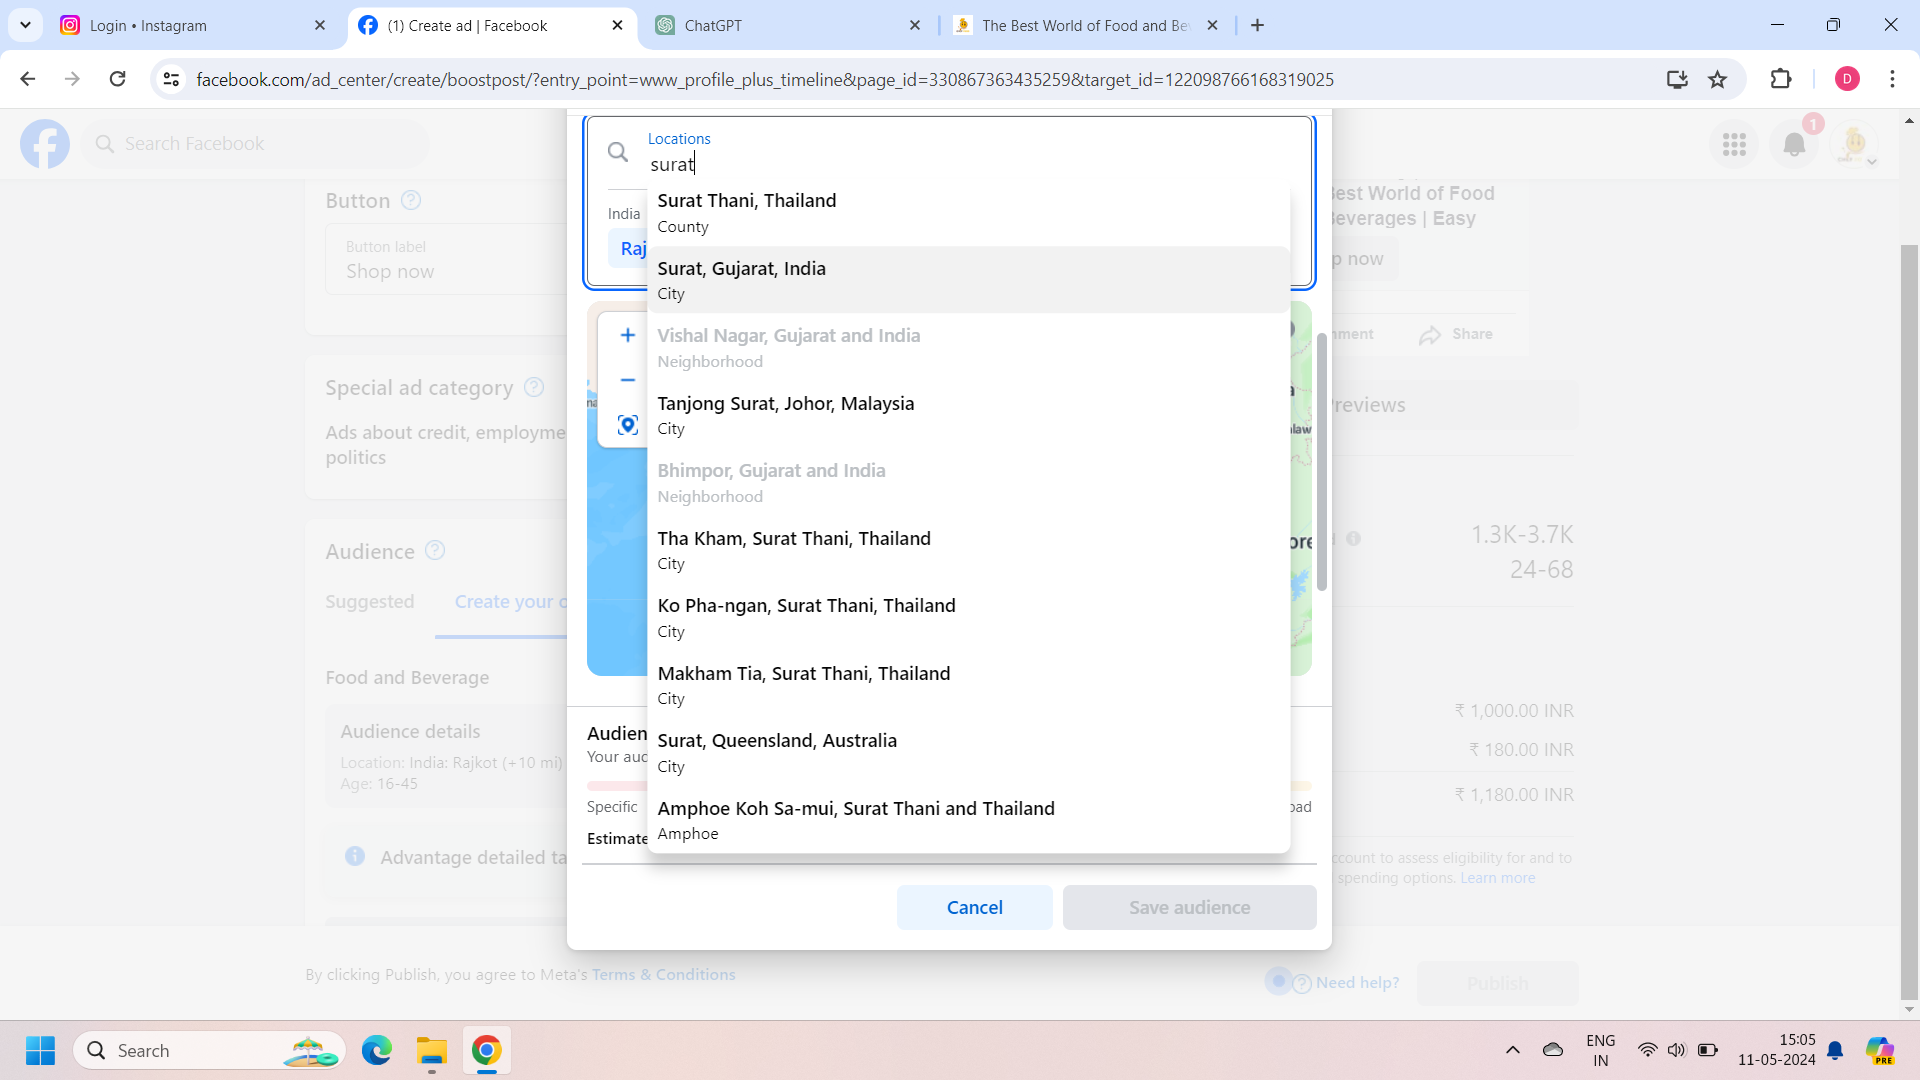 Login • Instagram
(1) Create ad | Facebook
ChatGPT
The Best World of Food and Be
facebook.com/ad_center/create/boostpost/?entry_point=www_profile_plus_timeline&page_id=330867363435259&target_id=122098766168319025
D
Search Facebook
1
Locations
surat
Button
Button label
Shop now
India
Raj
Surat Thani, Thailand
County
Surat, Gujarat, India
City
Vishal Nagar, Gujarat and India
Neighborhood
Tanjong Surat, Johor, Malaysia
City
Bhimpor, Gujarat and India
Neighborhood
Tha Kham, Surat Thani, Thailand
City
Ko Pha-ngan, Surat Thani, Thailand
City
Makham Tia, Surat Thani, Thailand
City
Surat, Queensland, Australia
City
Amphoe Koh Sa-mui, Surat Thani and Thailand
Amphoe
Best World of Food
Beverages | Easy
p now
mment
Share
Special ad category
Ads about credit, employme
politics
Previews
1.3K-3.7K
24-68
Audience
Suggested
Create your o
Food and Beverage
Audience details
Location: India: Rajkot (+10 mi)
Age: 16-45
Advantage detailed ta
Audien
Your aud
Specific
oad
Estimate
₹ 1,000.00 INR
₹ 180.00 INR
₹ 1,180.00 INR
ccount to assess eligibility for and to
spending options. Learn more
Cancel
Save audience
By clicking Publish, you agree to Meta's Terms & Conditions
Need help?
Publish
Search
ENG
IN
15:05
11-05-2024
PRE